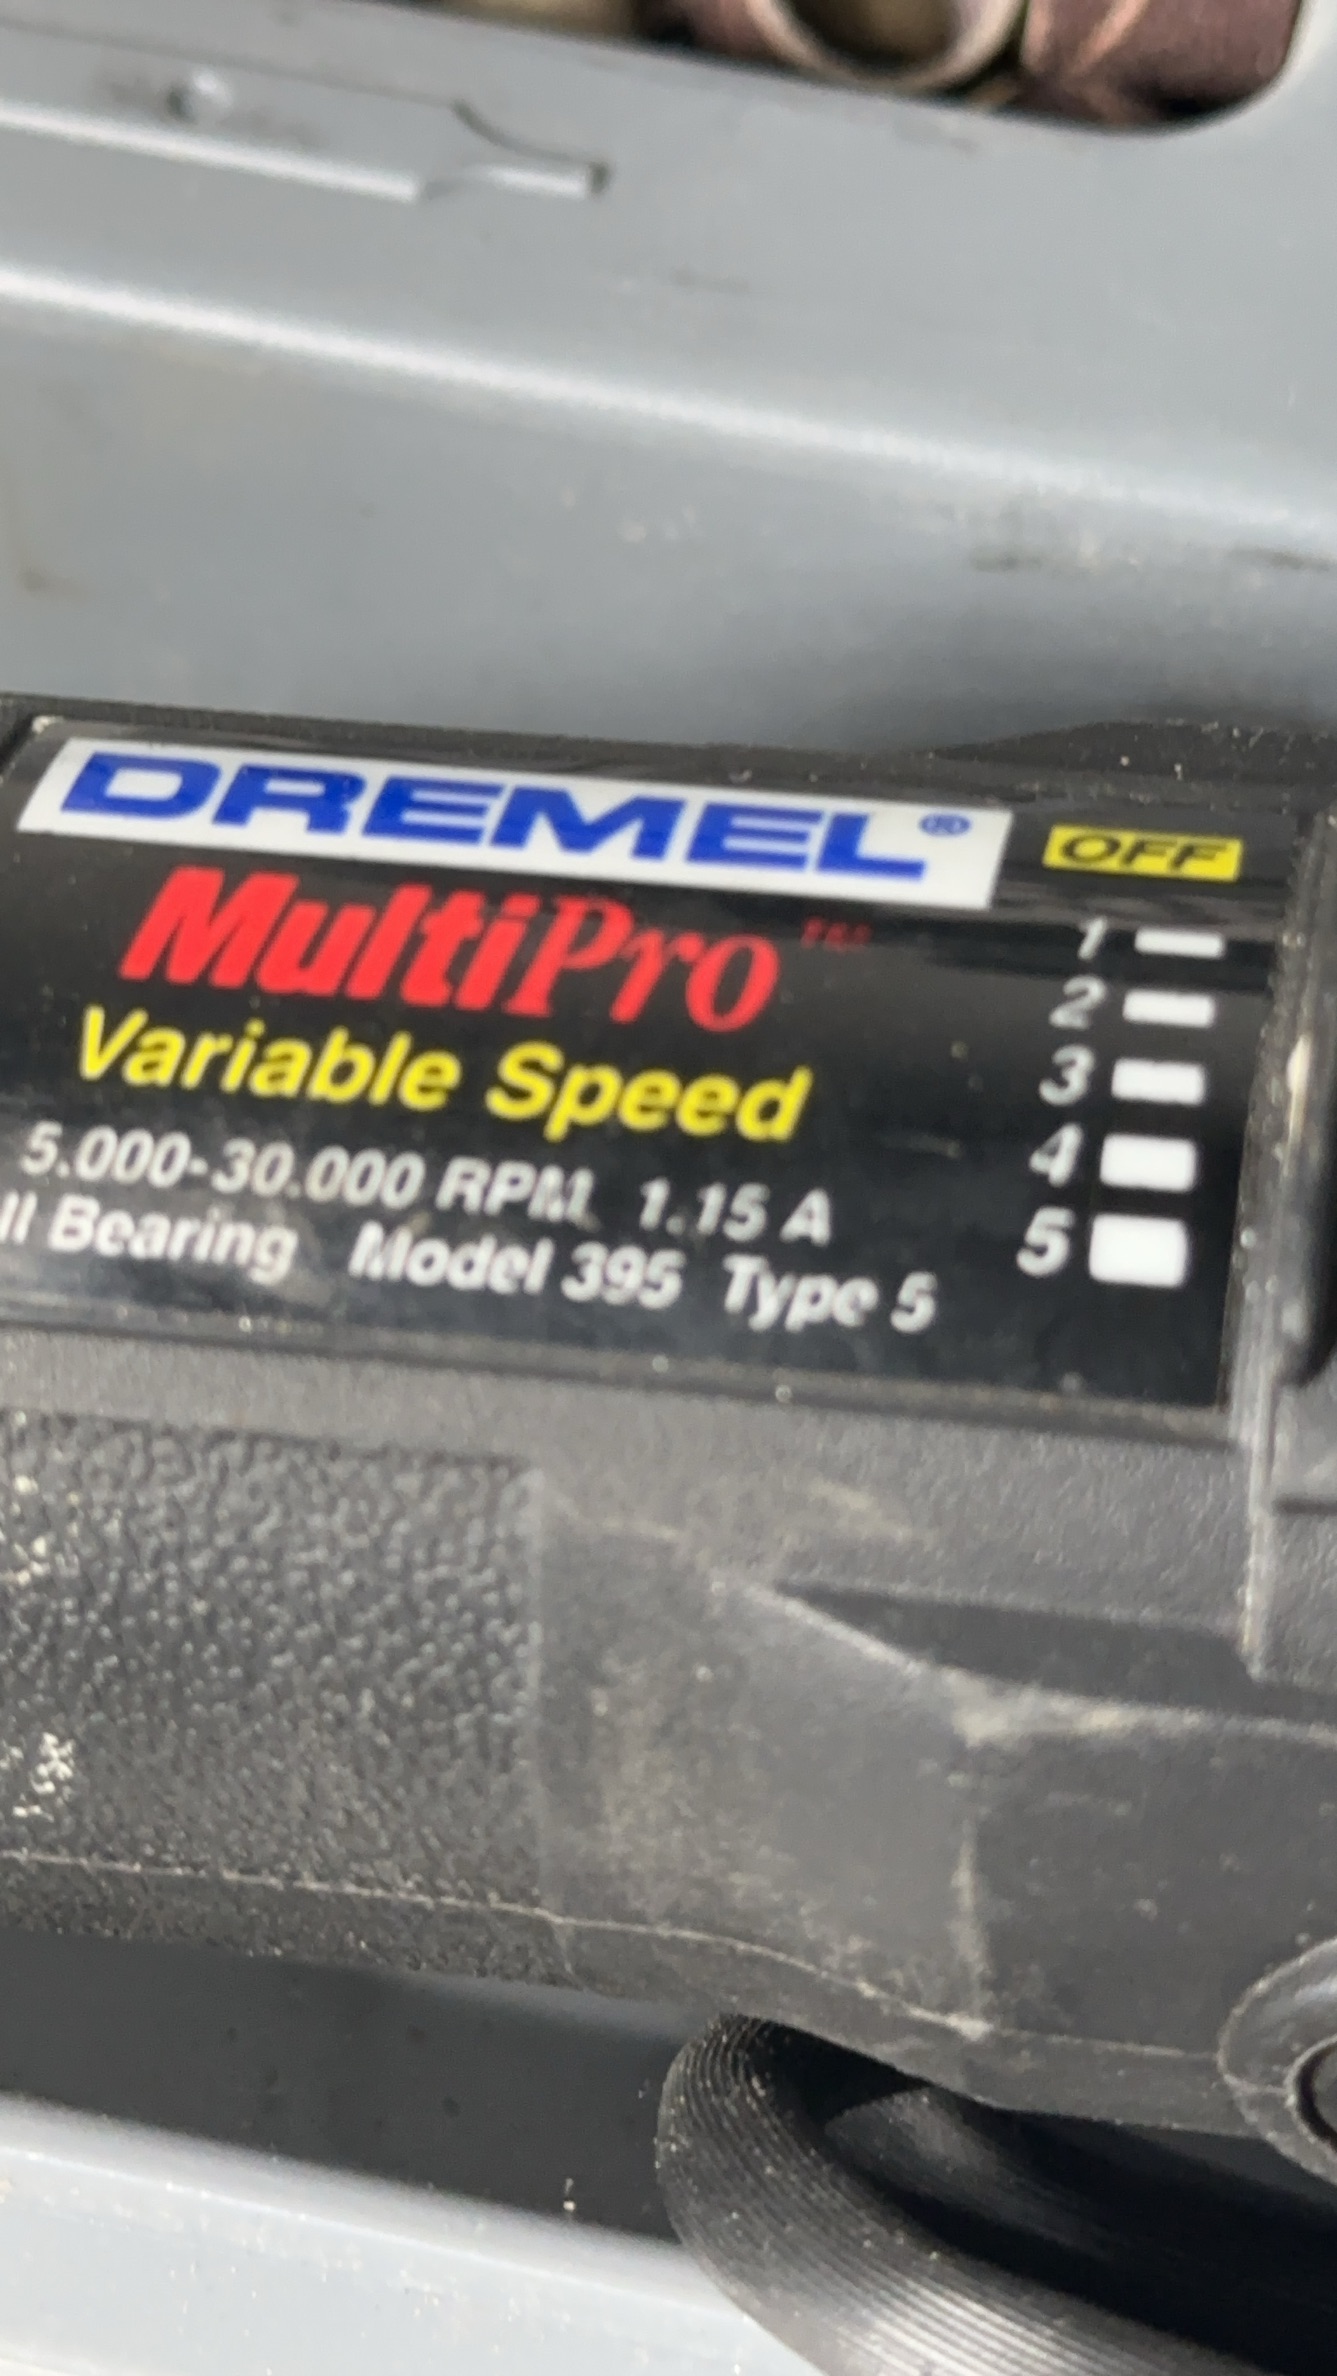 DREMEL®
OFF
MultiPro™
Variable Speed
5.000-30.000 RPM 1.15 A
ll Bearing Model 395 Type 5
1
2
3
4
5